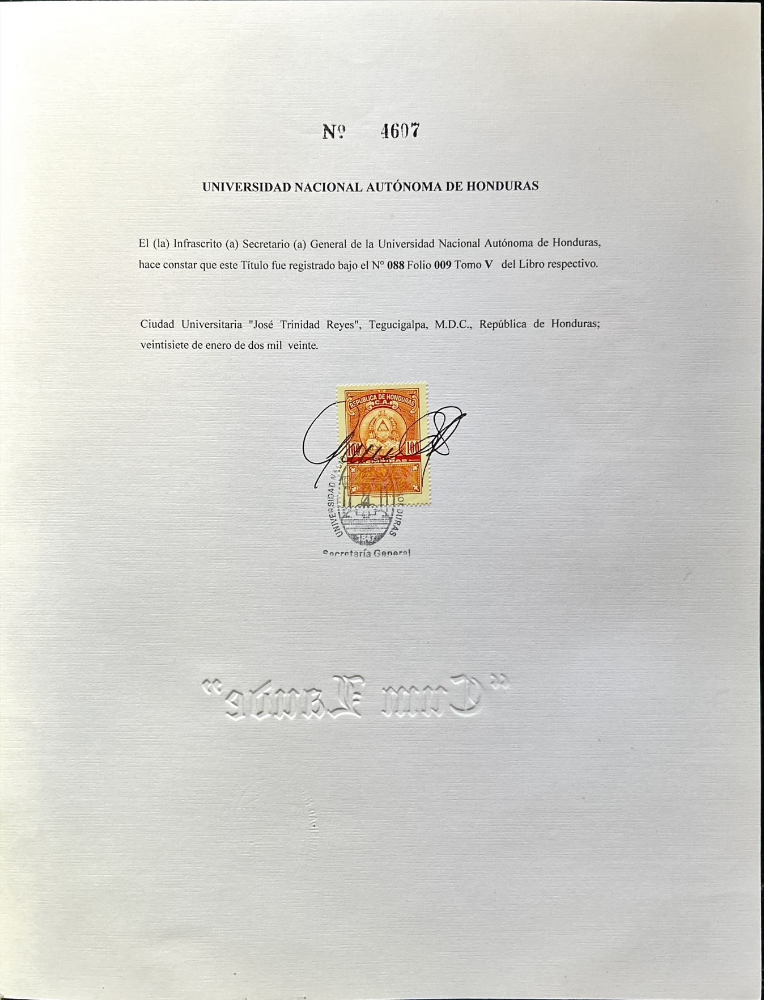 Nº 4607
UNIVERSIDAD NACIONAL AUTÓNOMA DE HONDURAS
El (la) Infrascrito (a) Secretario (a) General de la Universidad Nacional Autónoma de Honduras,
hace constar que este Título fue registrado bajo el N° 088 Folio 009 Tomo V del Libro respectivo.
Ciudad Universitaria "José Trinidad Reyes", Tegucigalpa, M.D.C., República de Honduras;
veintisiete de enero de dos mil veinte.
REPUBLICA DE HONDURAS
C.A.
100 100
UNIVERSIDAD HONDURAS
1847
Secretaría General
“Cum Laude”